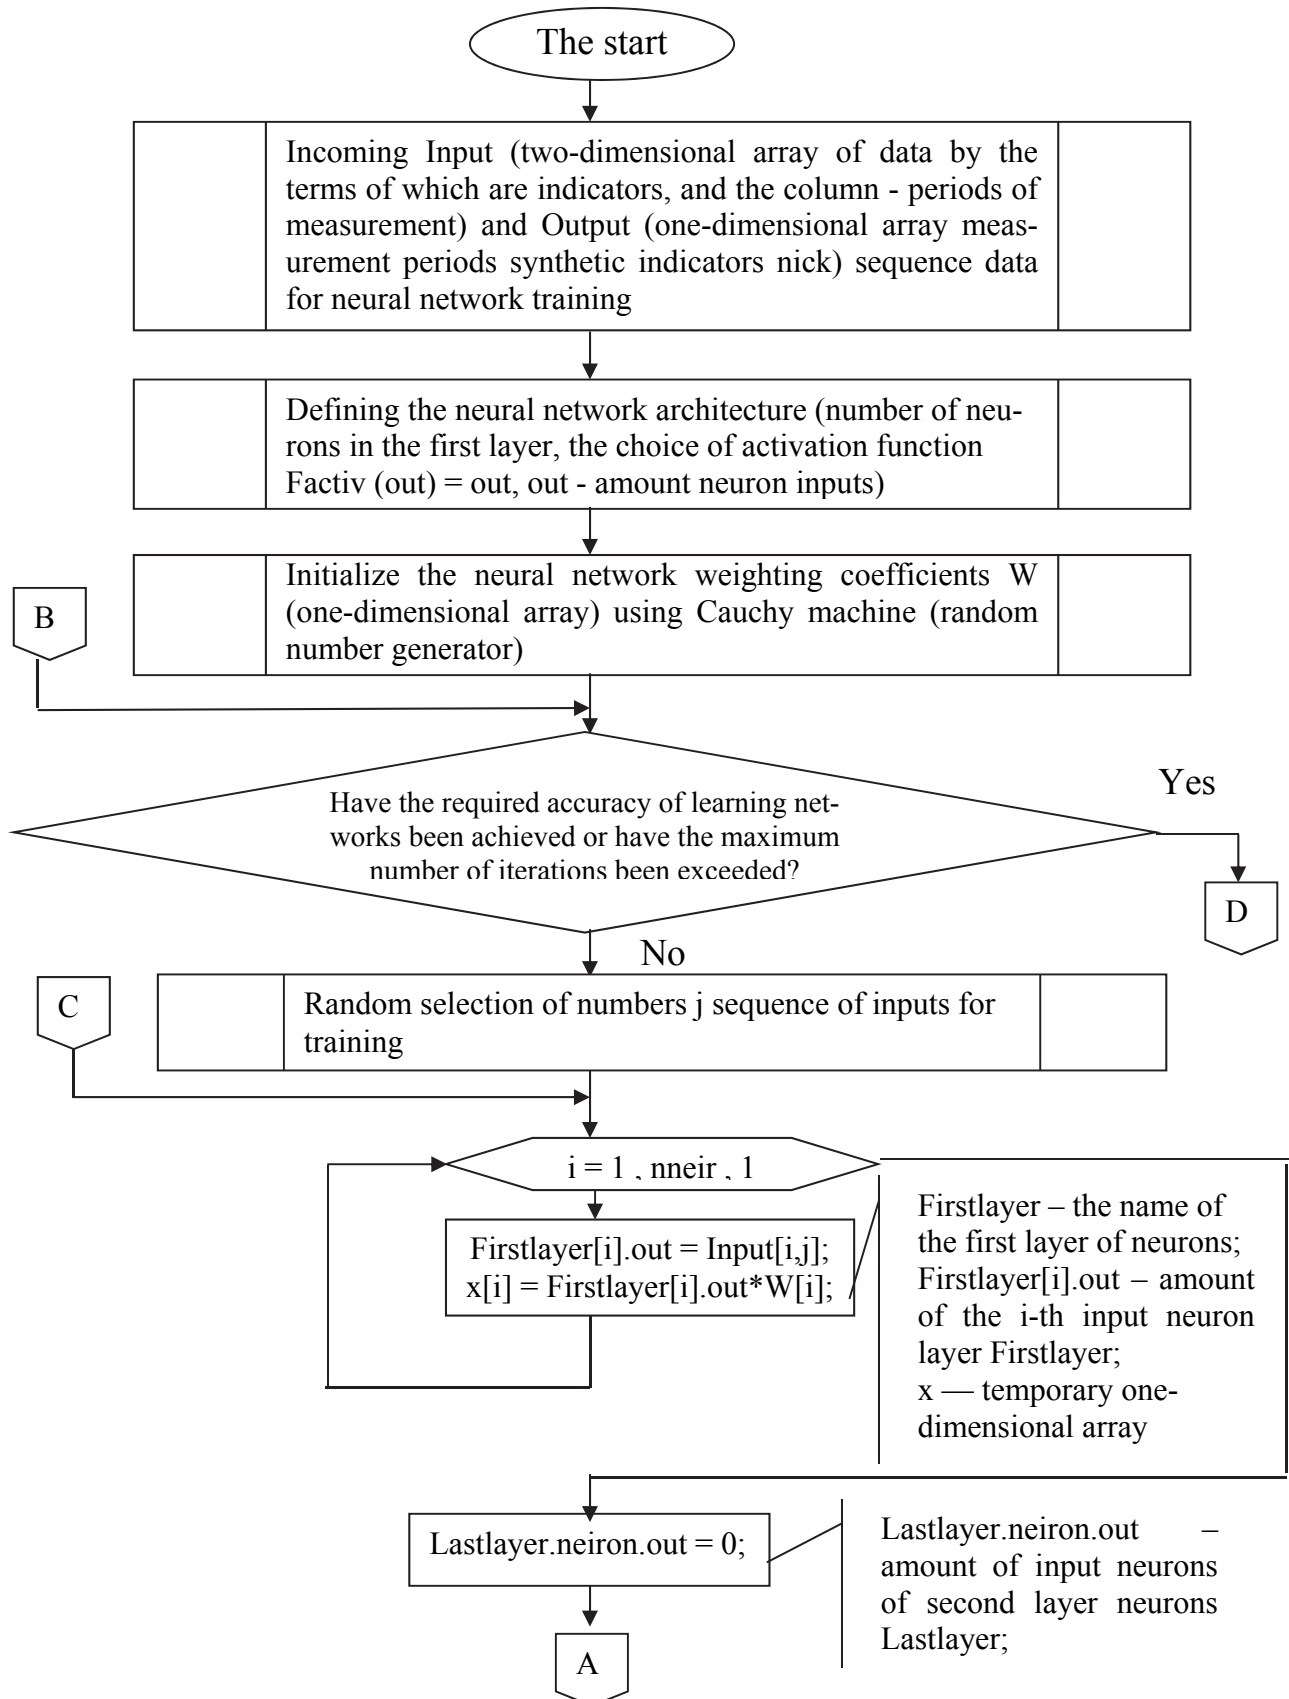 The start
Incoming Input (two-dimensional array of data by the
terms of which are indicators, and the column - periods of
measurement) and Output (one-dimensional array meas-
urement periods synthetic indicators nick) sequence data
for neural network training
Defining the neural network architecture (number of neu-
rons in the first layer, the choice of activation function
Factiv (out) = out, out - amount neuron inputs)
Initialize the neural network weighting coefficients W
(one-dimensional array) using Cauchy machine (random
number generator)
B
Have the required accuracy of learning net-
works been achieved or have the maximum
number of iterations been exceeded?
Yes
D
No
C
Random selection of numbers j sequence of inputs for
training
i = 1 , nneir , 1
Firstlayer[i].out = Input[i,j];
x[i] = Firstlayer[i].out*W[i];
Firstlayer – the name of
the first layer of neurons;
Firstlayer[i].out – amount
of the i-th input neuron
layer Firstlayer;
x — temporary one-
dimensional array
Lastlayer.neiron.out = 0;
Lastlayer.neiron.out –
amount of input neurons
of second layer neurons
Lastlayer;
A